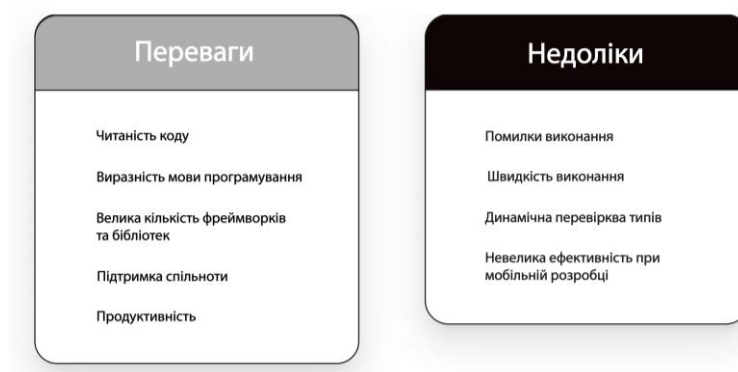 Переваги
Читаність коду
Виразність мови програмування
Велика кількість фреймворків
та бібліотек
Підтримка спільноти
Продуктивність
Недоліки
Помилки виконання
Швидкість виконання
Динамічна перевірква типів
Невелика ефективність при
мобільній розробці